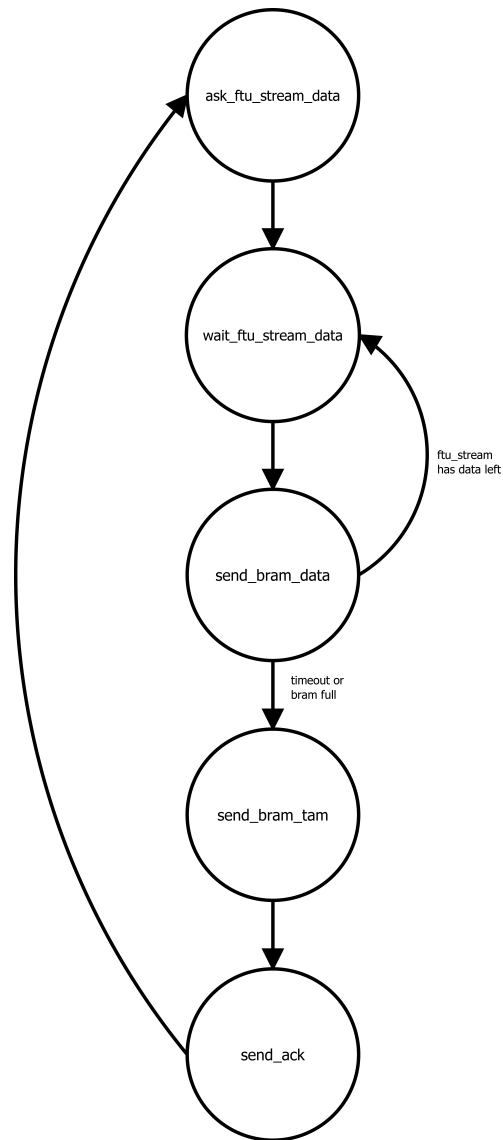 ask_ftu_stream_data
wait_ftu_stream_data
ftu_stream
has data left
send_bram_data
timeout or
bram full
send_bram_tam
send_ack